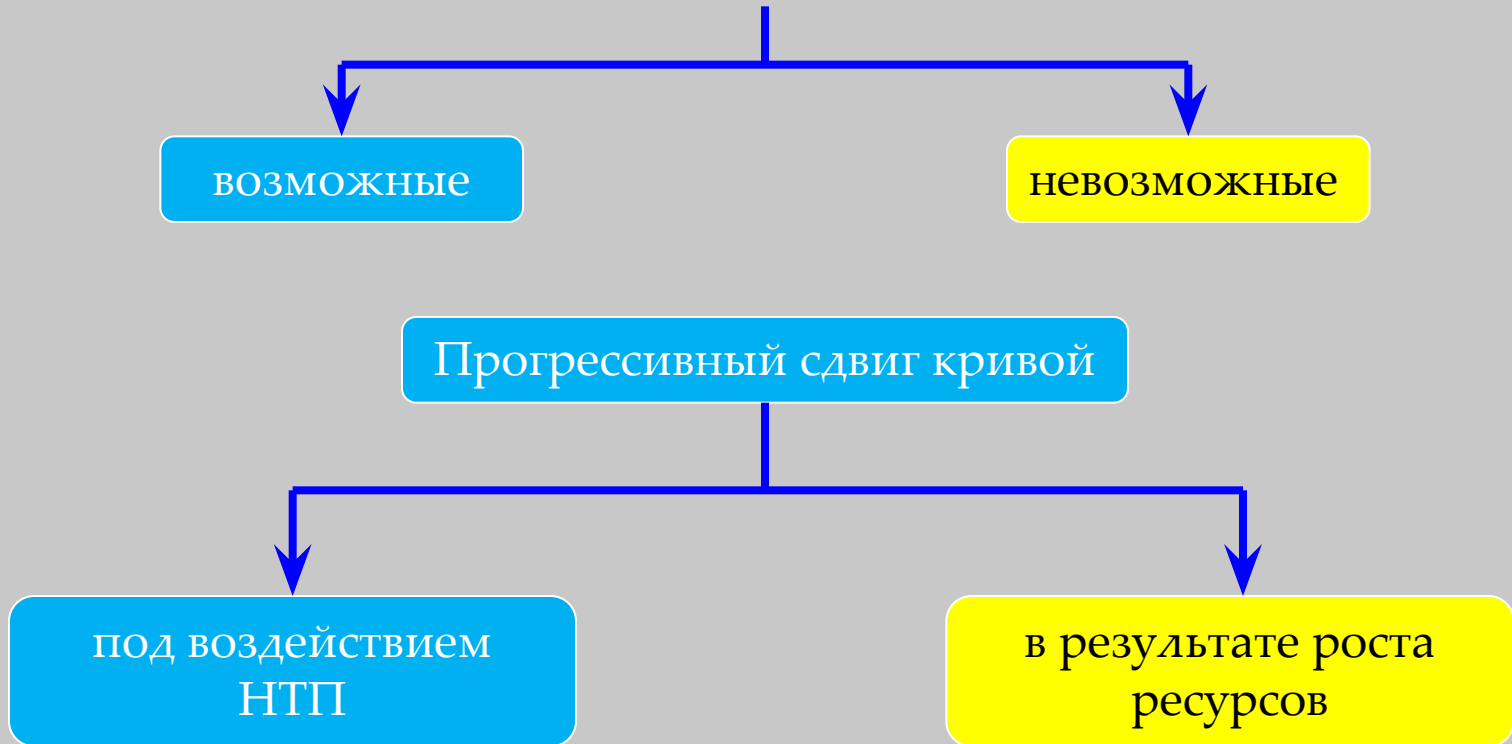 возможные
невозможные
Прогрессивный сдвиг кривой
под воздействием
НТП
в результате роста
ресурсов